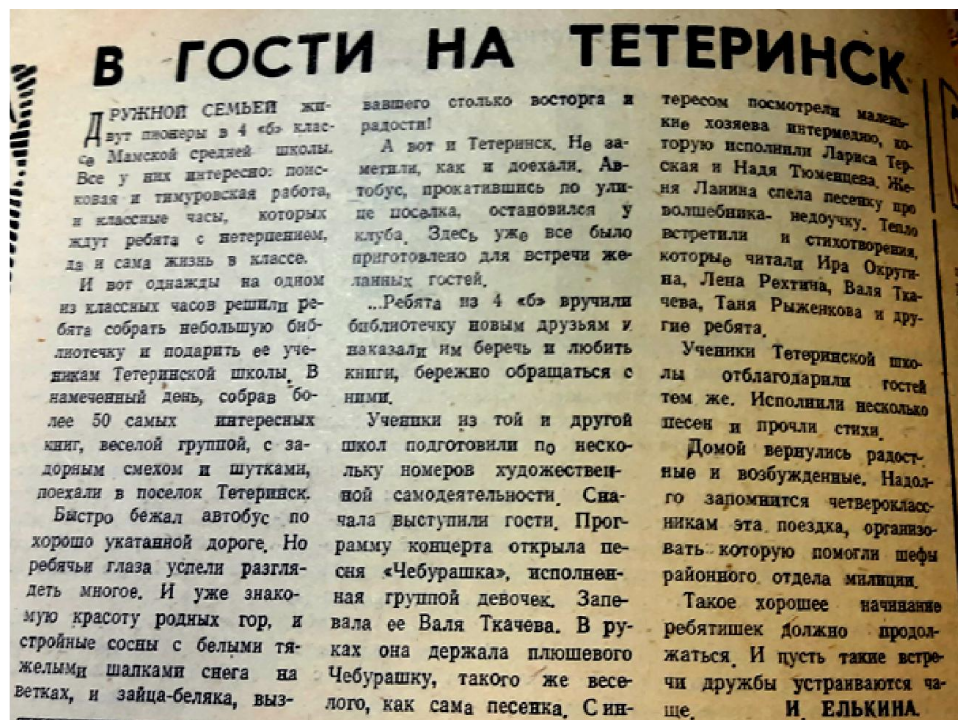 В ГОСТИ НА ТЕТЕРИНСК
ДРУЖНОЙ СЕМЬЕЙ жи-
вут пионеры в 4 «б» клас-
се Мамской средней школы.
Все у них интересно: поис-
ковая и тимуровская работа,
и классные часы, которых
ждут ребята с нетерпением,
да и сама жизнь в классе.
И вот однажды на одном
из классных часов решили ре-
бята собрать небольшую биб-
лиотечку и подарить ее уче-
никам Тетеринской школы. В
намеченный день, собрав бо-
лее 50 самых интересных
книг, веселой группой, с за-
дорным смехом и шутками,
поехали в поселок Тетеринск.
Быстро бежал автобус по
хорошо укатанной дороге. Но
ребячьи глаза успели разгля-
деть многое. И уже знако-
мую красоту родных гор, и
стройные сосны с белыми тя-
желыми шапками снега на
ветках, и зайца-беляка, выз-
вавшего столько восторга и
радости!
А вот и Тетеринск. Не за-
метили, как и доехали. Ав-
тобус, прокатившись по ули-
це поселка, остановился у
клуба. Здесь уже все было
приготовлено для встречи же-
ланных гостей.
...Ребята из 4 «б» вручили
библиотечку новым друзьям и
наказали им беречь и любить
книги, бережно обращаться с
ними.
Ученики из той и другой
школ подготовили по неско-
льку номеров художествен-
ной самодеятельности. Сна-
чала выступили гости. Прог-
рамму концерта открыла пе-
сня «Чебурашка», исполнен-
ная группой девочек. Запе-
вала ее Валя Ткачева. В ру-
ках она держала плюшевого
Чебурашку, такого же весе-
лого, как сама песенка. С ин-
тересом посмотрели малень-
кие хозяева интермедию, ко-
торую исполнили Лариса Тер-
ская и Надя Тюменцева. Же-
ня Ланина спела песенку про
волшебника- недоучку. Тепло
встретили и стихотворения,
которые читали Ира Округи-
на, Лена Рехтина, Валя Тка-
чева, Таня Рыженкова и дру-
гие ребята.
Ученики Тетеринской шко-
лы отблагодарили гостей
тем же. Исполнили несколько
песен и прочли стихи.
Домой вернулись радост-
ные и возбужденные. Надол-
го запомнится четверокласс-
никам эта поездка, организо-
вать которую помогли шефы
районного отдела милиции.
Такое хорошее начинание
ребятишек должно продол-
жаться. И пусть такие встре-
чи дружбы устраиваются ча-
ще. И. ЕЛЬКИНА.